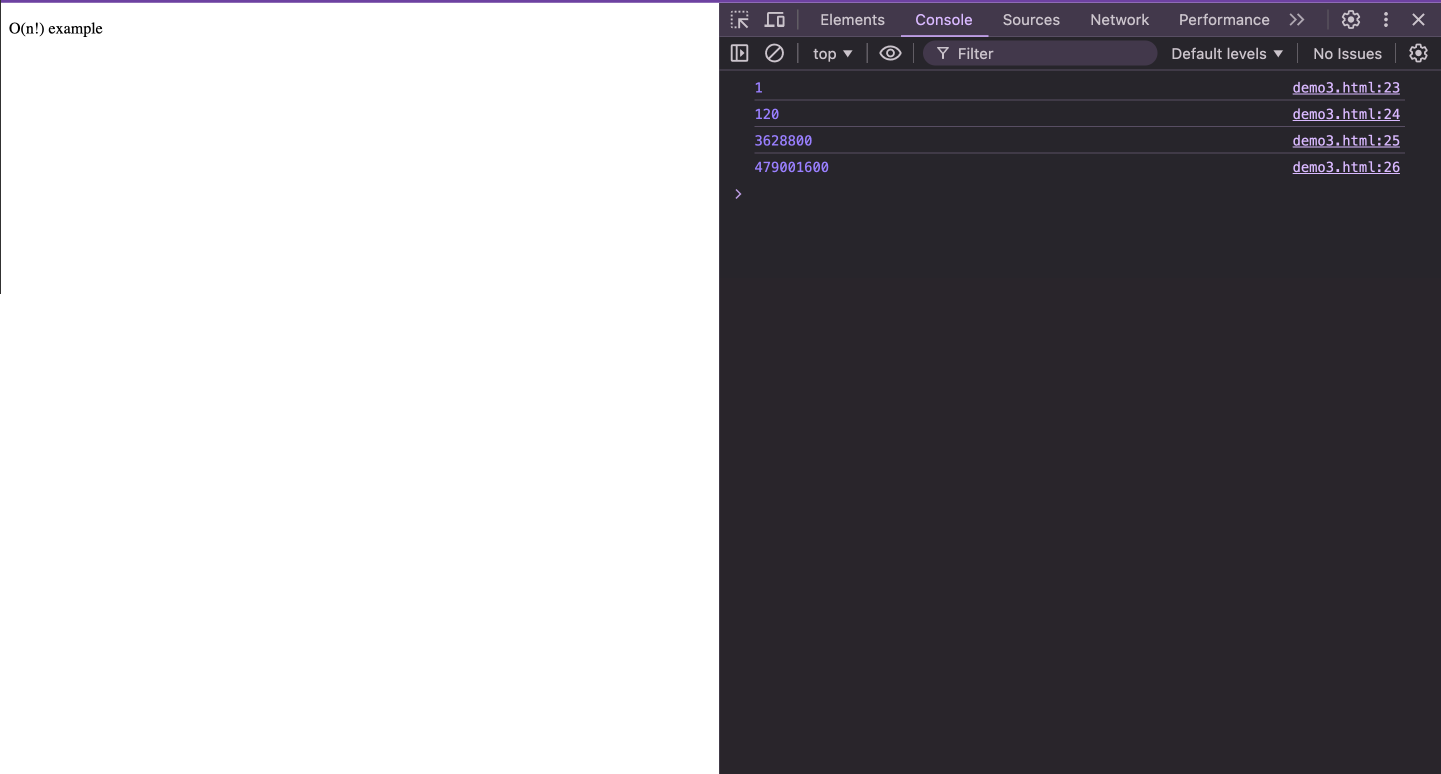 O(n!) example
Elements Console Sources Network Performance
top Filter Default levels No Issues
1 demo3.html:23
120 demo3.html:24
3628800 demo3.html:25
479001600 demo3.html:26